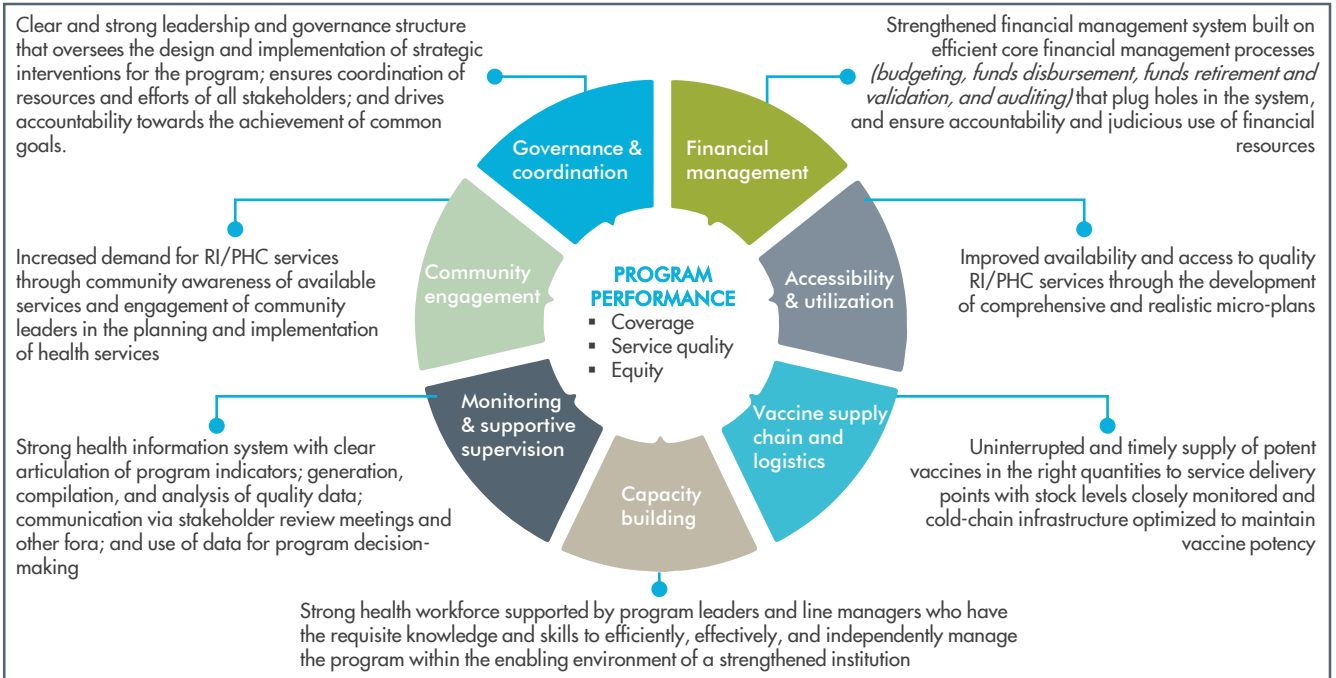 Clear and strong leadership and governance structure
that oversees the design and implementation of strategic
interventions for the program; ensures coordination of
resources and efforts of all stakeholders; and drives
accountability towards the achievement of common
goals.
Strengthened financial management system built on
efficient core financial management processes
(budgeting, funds disbursement, funds retirement and
validation, and auditing) that plug holes in the system,
and ensure accountability and judicious use of financial
resources
Governance &
coordination
Financial
management
Community
engagement
Accessibility
& utilization
Increased demand for RI/PHC services
through community awareness of available
services and engagement of community
leaders in the planning and implementation
of health services
PROGRAM
PERFORMANCE
▪ Coverage
▪ Service quality
▪ Equity
Improved availability and access to quality
RI/PHC services through the development
of comprehensive and realistic micro-plans
Monitoring
& supportive
supervision
Vaccine supply
chain and
logistics
Capacity
building
Strong health information system with clear
articulation of program indicators; generation,
compilation, and analysis of quality data;
communication via stakeholder review meetings and
other fora; and use of data for program decision-
making
Uninterrupted and timely supply of potent
vaccines in the right quantities to service delivery
points with stock levels closely monitored and
cold-chain infrastructure optimized to maintain
vaccine potency
Strong health workforce supported by program leaders and line managers who have
the requisite knowledge and skills to efficiently, effectively, and independently manage
the program within the enabling environment of a strengthened institution